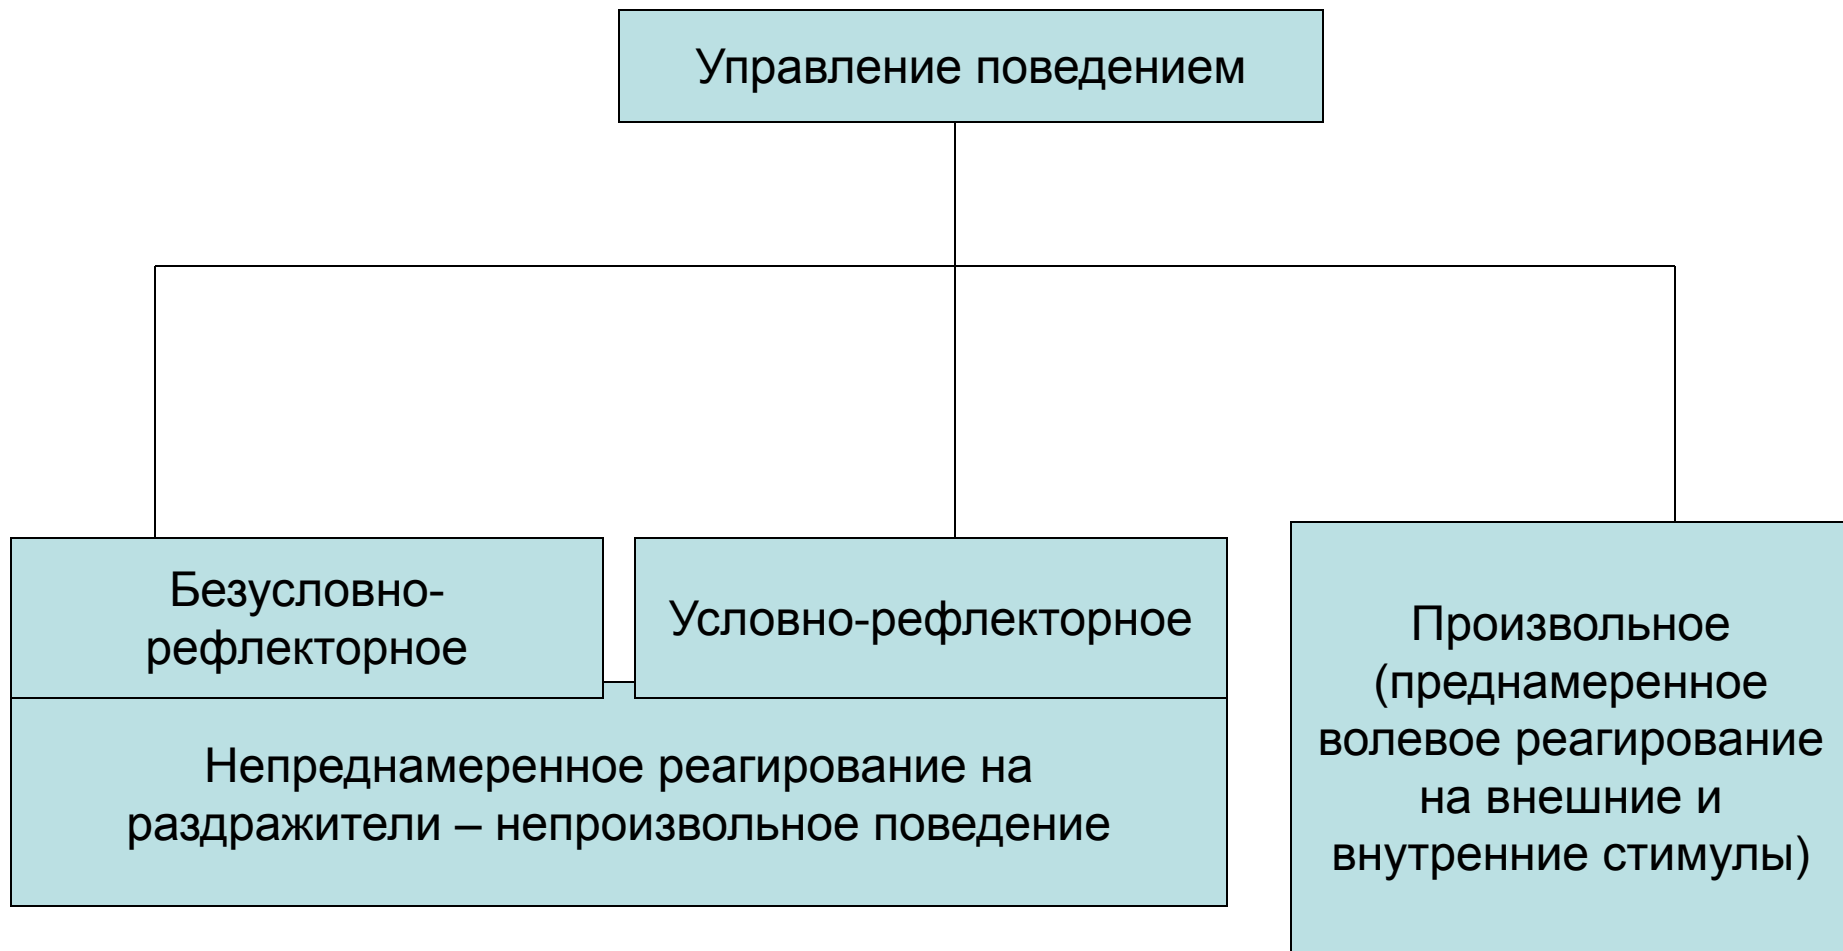 Управление поведением
Безусловно-
рефлекторное
Условно-рефлекторное
Непреднамеренное реагирование на
раздражители – непроизвольное поведение
Произвольное
(преднамеренное
волевое реагирование
на внешние и
внутренние стимулы)